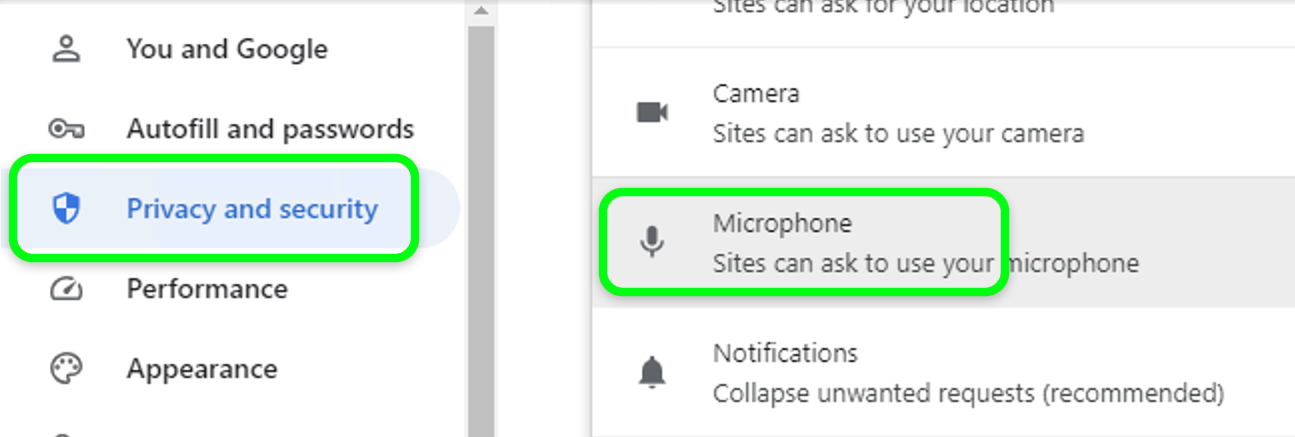 You and Google
Autofill and passwords
Privacy and security
Performance
Appearance
Sites can ask for your location
Camera
Sites can ask to use your camera
Microphone
Sites can ask to use your microphone
Notifications
Collapse unwanted requests (recommended)